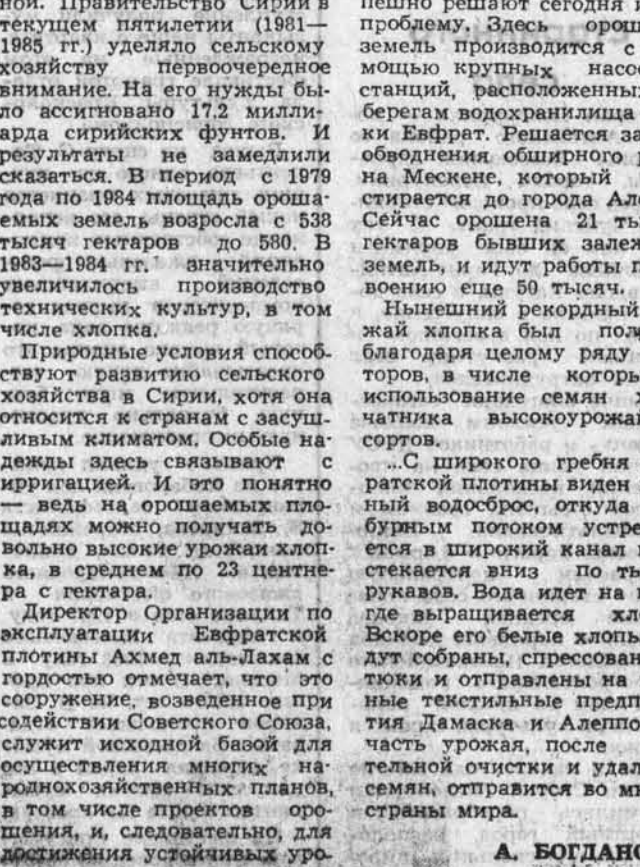 ной. Правительство Сирии в
текущем пятилетии (1981—
1985 гг.) уделяло сельскому
хозяйству первоочередное
внимание. На его нужды бы-
ло ассигновано 17.2 милли-
арда сирийских фунтов. И
результаты не замедлили
сказаться. В период с 1979
года по 1984 площадь ороша-
емых земель возросла с 538
тысяч гектаров до 580. В
1983—1984 гг. значительно
увеличилось производство
технических культур, в том
числе хлопка.
Природные условия способ-
ствуют развитию сельского
хозяйства в Сирии, хотя она
относится к странам с засуш-
ливым климатом. Особые на-
дежды здесь связывают с
ирригацией. И это понятно
— ведь на орошаемых пло-
щадях можно получать до-
вольно высокие урожаи хлоп-
ка, в среднем по 23 центне-
ра с гектара.
Директор Организации по
эксплуатации Евфратской
плотины Ахмед аль-Лахам с
гордостью отмечает, что это
сооружение, возведенное при
содействии Советского Союза,
служит исходной базой для
осуществления многих на-
роднохозяйственных планов,
в том числе проектов оро-
шения, и, следовательно, для
достижения устойчивых уро-
пешно решают сегодня
проблему. Здесь орош
земель производится с
мощью крупных насо
станций, расположенны
берегам водохранилища
ки Евфрат. Решается за
обводнения обширного
на Мескене, который
стирается до города Ал
Сейчас орошена 21 ты
гектаров бывших залеж
земель, и идут работы п
воению еще 50 тысяч.
Нынешний рекордный
жай хлопка был пол
благодаря целому ряду
торов, в числе которы
использование семян х
чатника высокоурожа
сортов.
...С широкого гребня
ратской плотины виден
ный водосброс, откуда
бурным потоком устре
ется в широкий канал
стекается вниз по ты
рукавов. Вода идет на
где выращивается хл
Вскоре его белые хлопь
дут собраны, спрессован
тюки и отправлены на
ные текстильные предп
тия Дамаска и Алеппо
часть урожая, после
тельной очистки и удал
семян, отправится во м
страны мира.
А. БОГДАНО